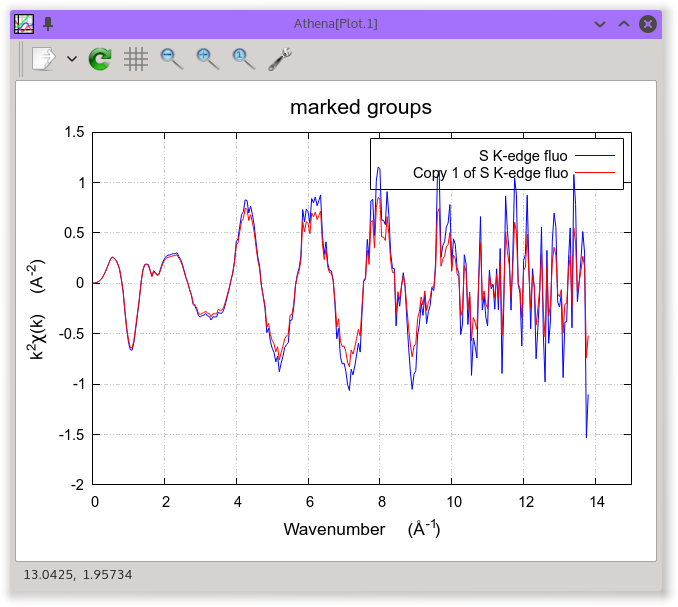 Athena[Plot.1]
marked groups
1.5
1
0.5
0
-0.5
-1
-1.5
-2
k²χ(k) (A⁻²)
S K-edge fluo
Copy 1 of S K-edge fluo
0 2 4 6 8 10 12 14
Wavenumber (Å⁻¹)
13.0425, 1.95734